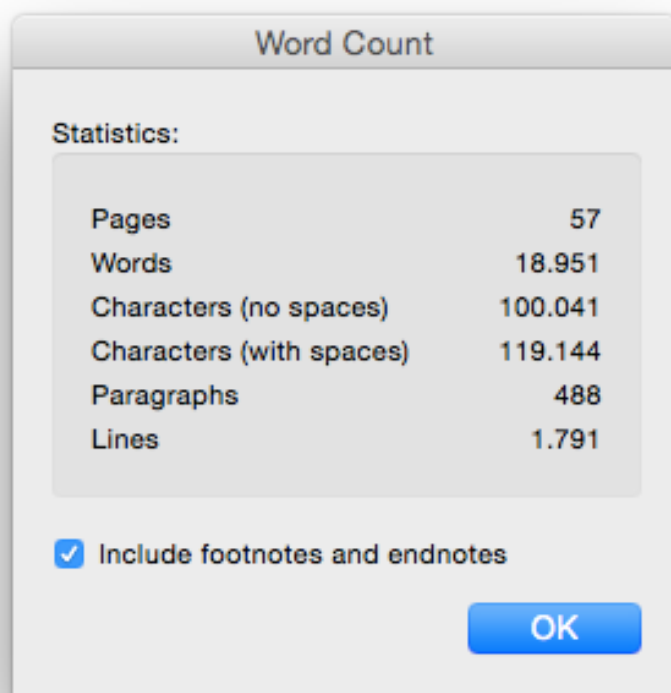 Word Count
Statistics:
Pages 57
Words 18.951
Characters (no spaces) 100.041
Characters (with spaces) 119.144
Paragraphs 488
Lines 1.791
Include footnotes and endnotes
OK